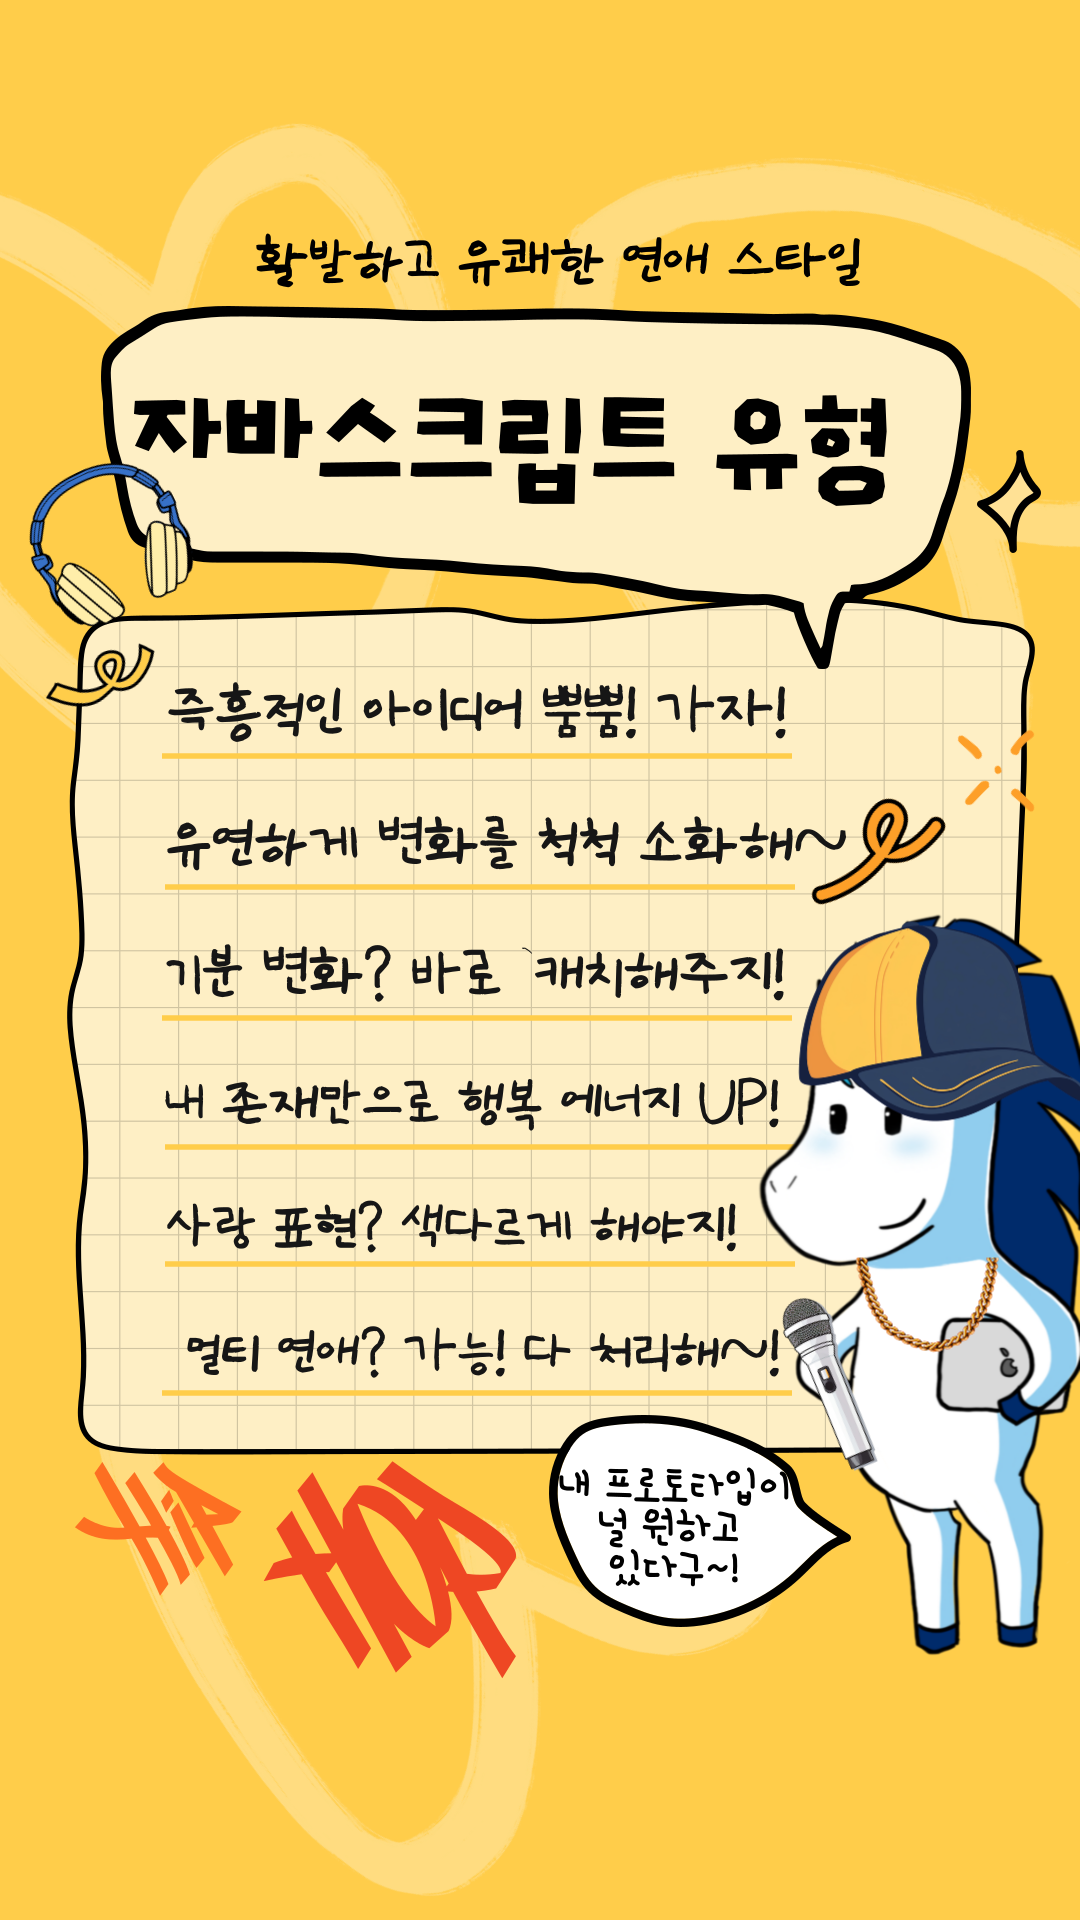 활발하고 유쾌한 연애 스타일
자바스크립트 유형
즉흥적인 아이디어 뿜뿜! 가자!
유연하게 변화를 척척 소화해~
기분 변화? 바로 캐치해주지!
내 존재만으로 행복 에너지 UP!
사랑 표현? 색다르게 해야지!
멀티 연애? 가능! 다 처리해~!
내 프로토타입이
널 원하고
있다구~!
HiP
HOP